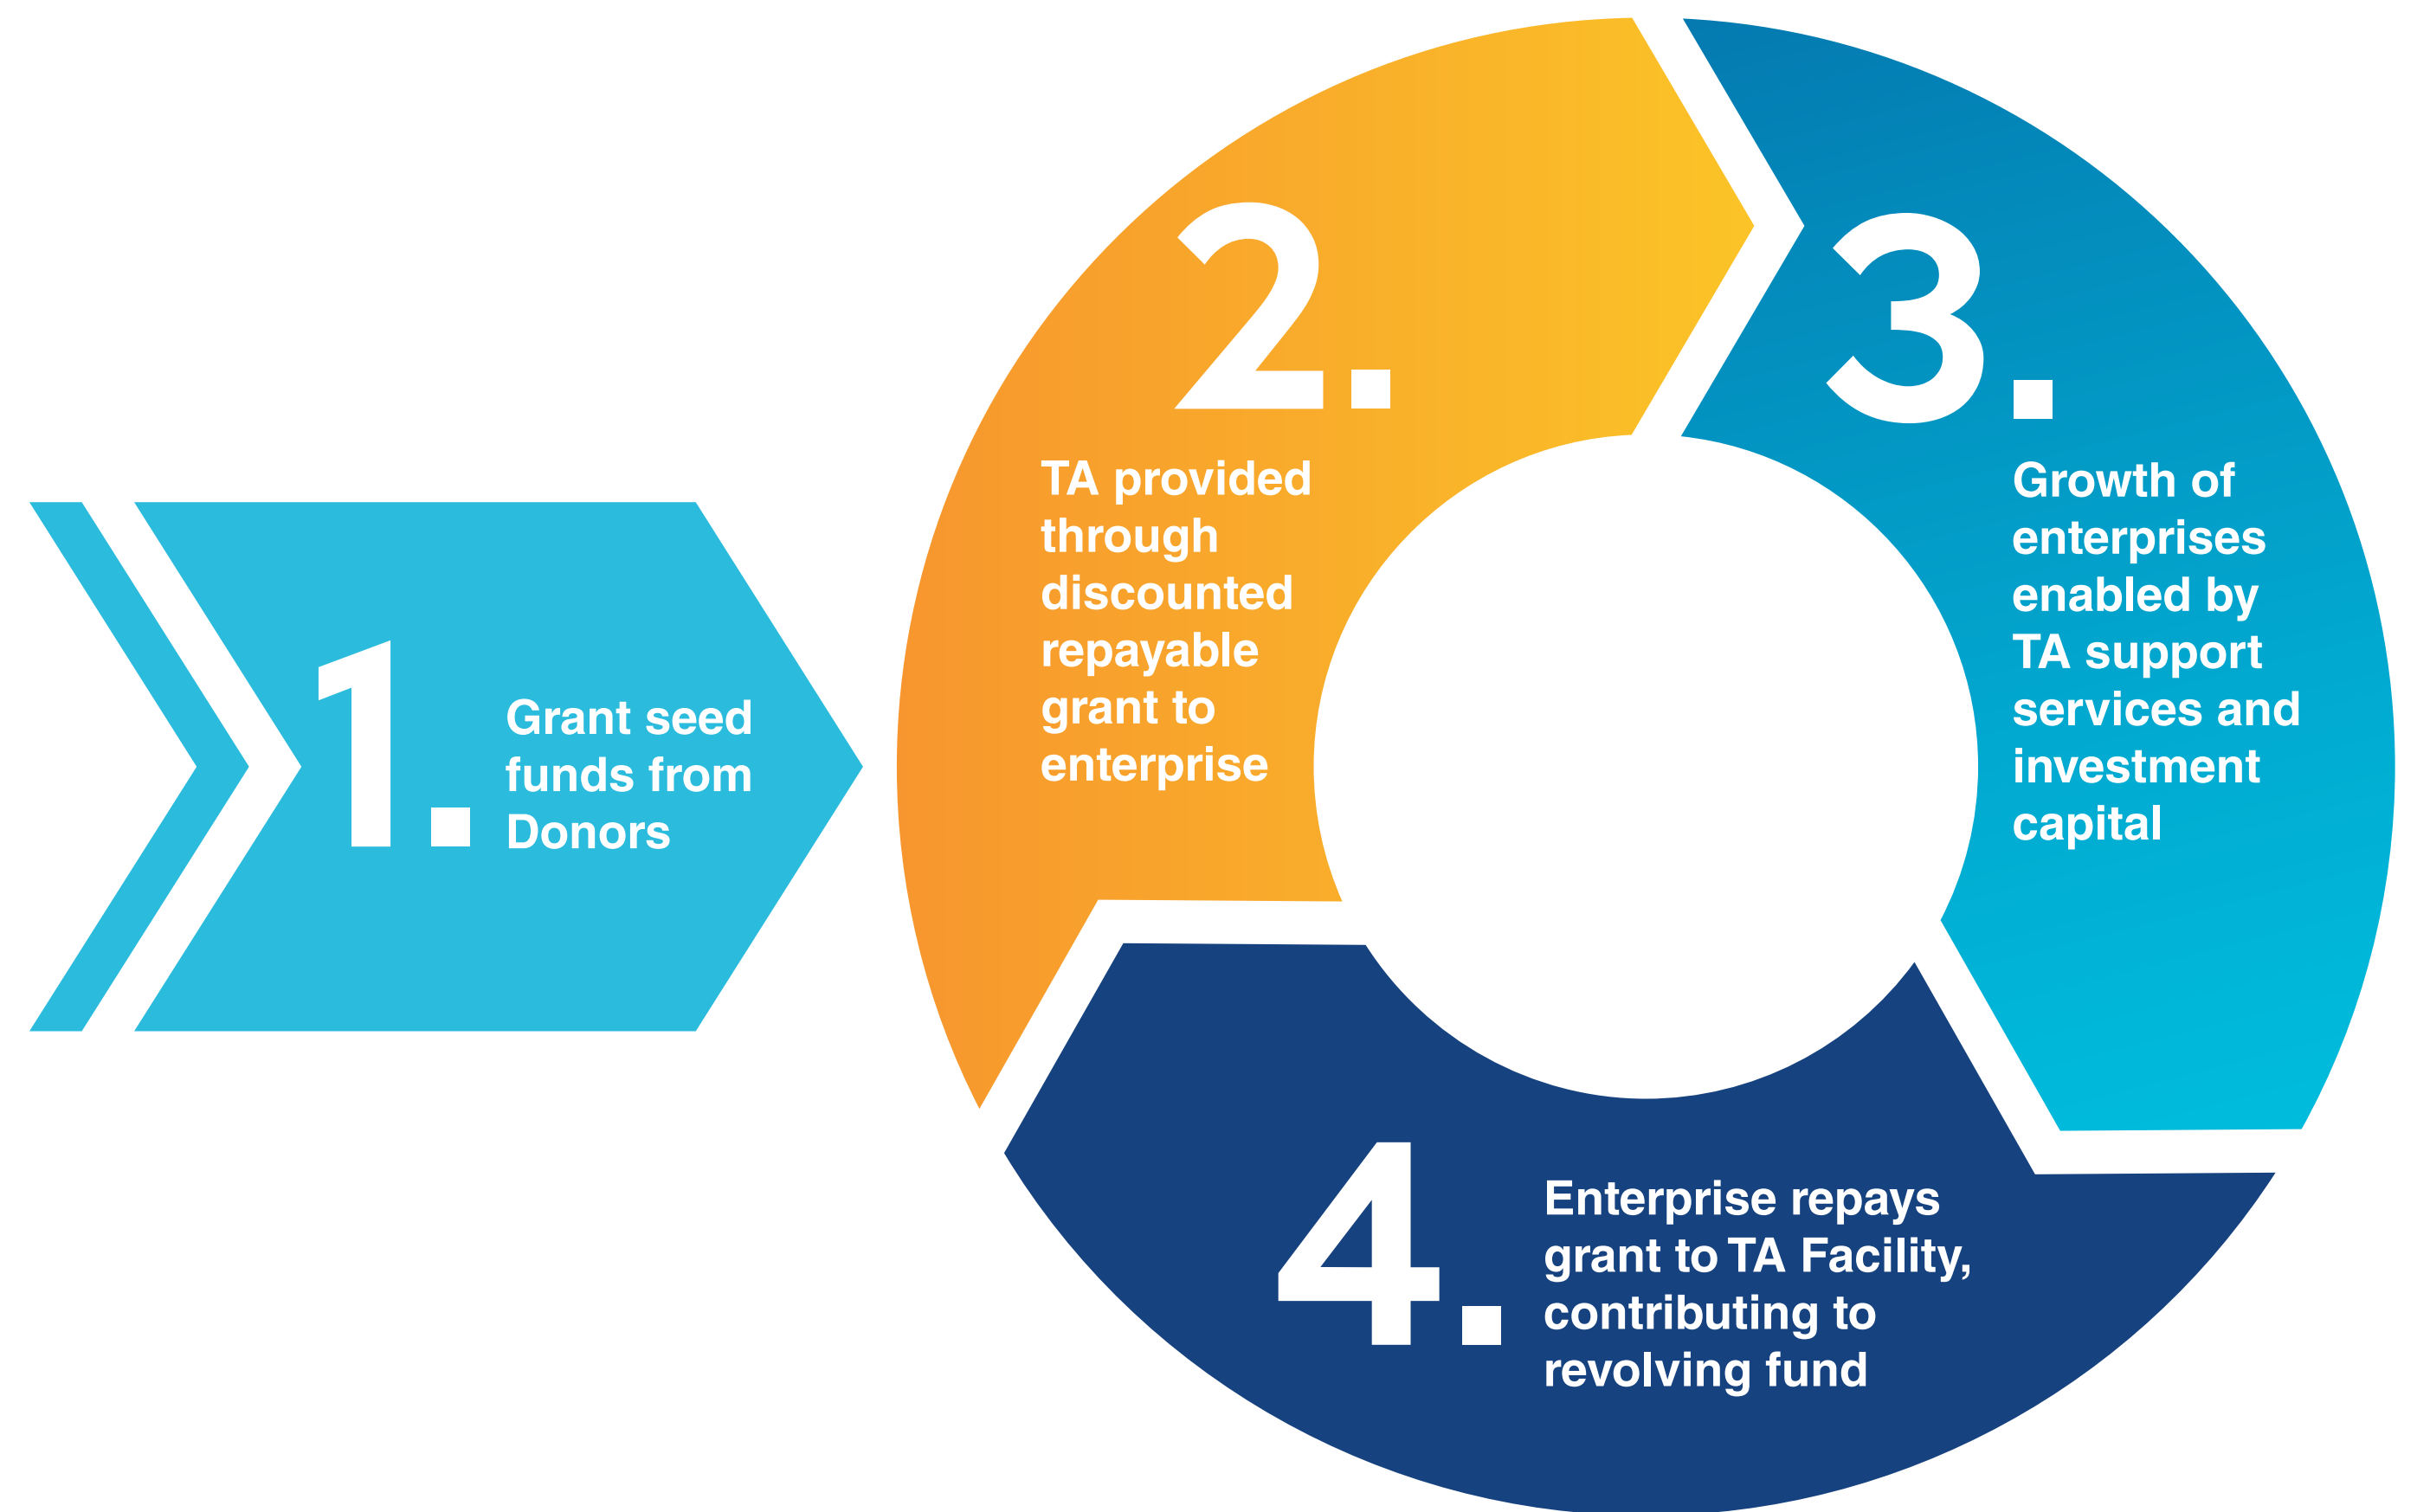 1.
Grant seed
funds from
Donors
2.
TA provided
through
discounted
repayable
grant to
enterprise
3.
Growth of
enterprises
enabled by
TA support
services and
investment
capital
4.
Enterprise repays
grant to TA Facility,
contributing to
revolving fund